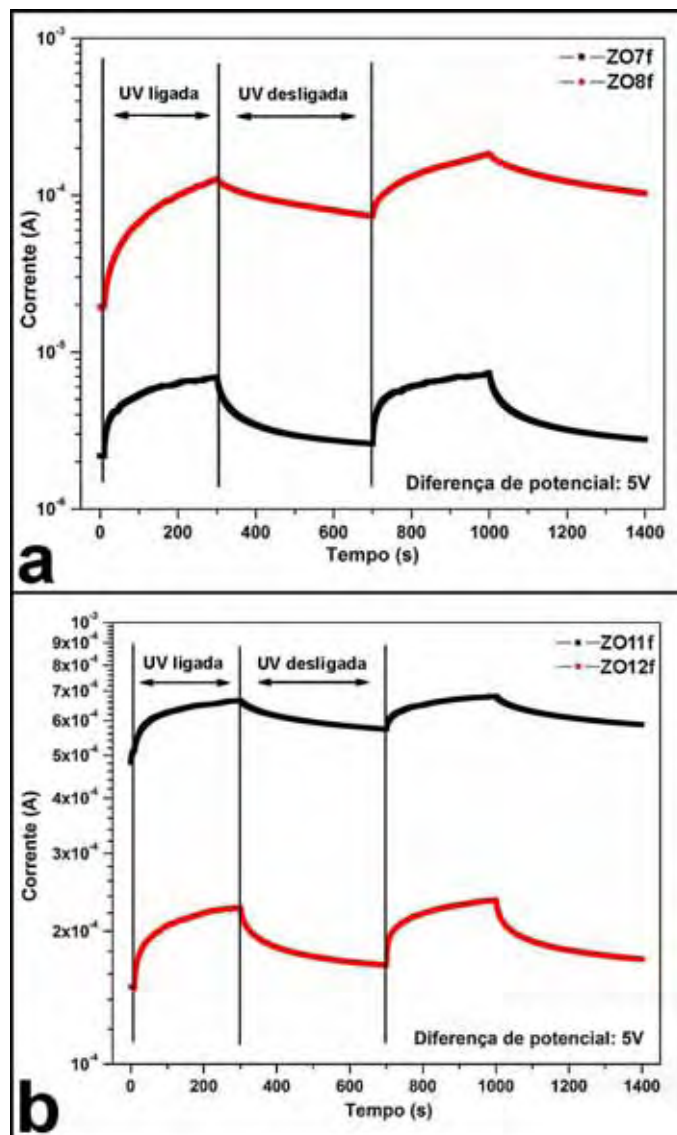 10⁻³
ZO7f
ZO8f
UV ligada
UV desligada
10⁻⁴
Corrente (A)
10⁻⁵
10⁻⁶
Diferença de potencial: 5V
0 200 400 600 800 1000 1200 1400
Tempo (s)
a
10⁻³
9x10⁻⁴
8x10⁻⁴
7x10⁻⁴
6x10⁻⁴
5x10⁻⁴
4x10⁻⁴
3x10⁻⁴
2x10⁻⁴
10⁻⁴
ZO11f
ZO12f
UV ligada
UV desligada
Corrente (A)
Diferença de potencial: 5V
0 200 400 600 800 1000 1200 1400
Tempo (s)
b